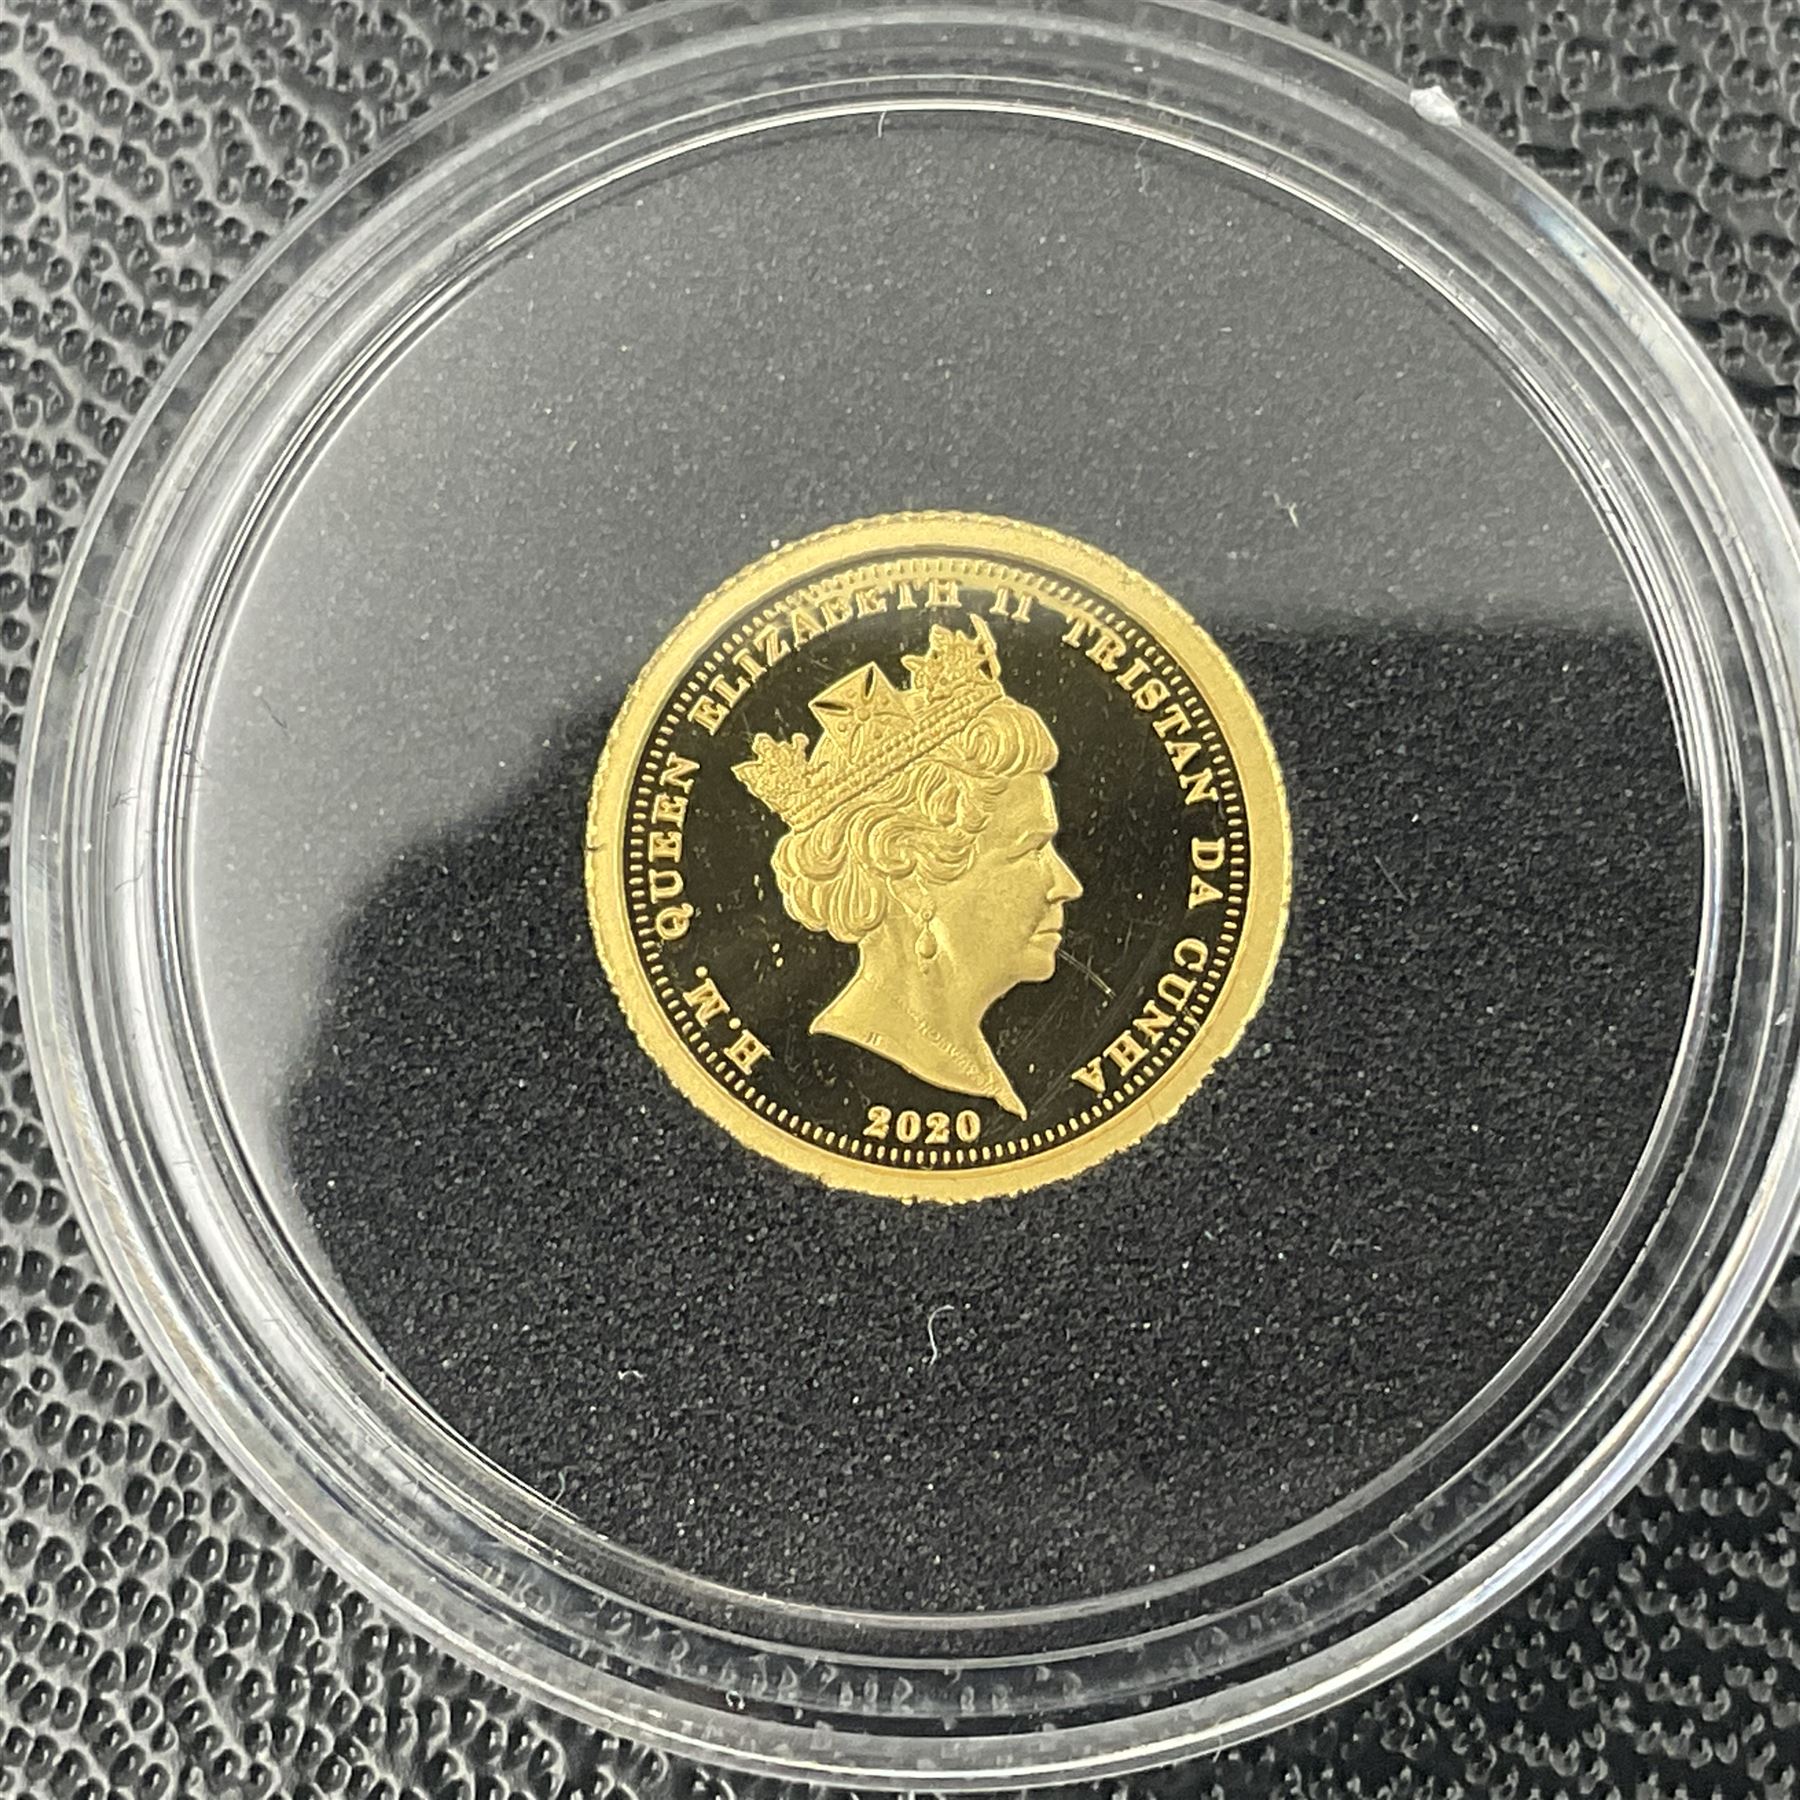 H. M. QUEEN ELIZABETH II TRISTAN DA CUNHA
2020